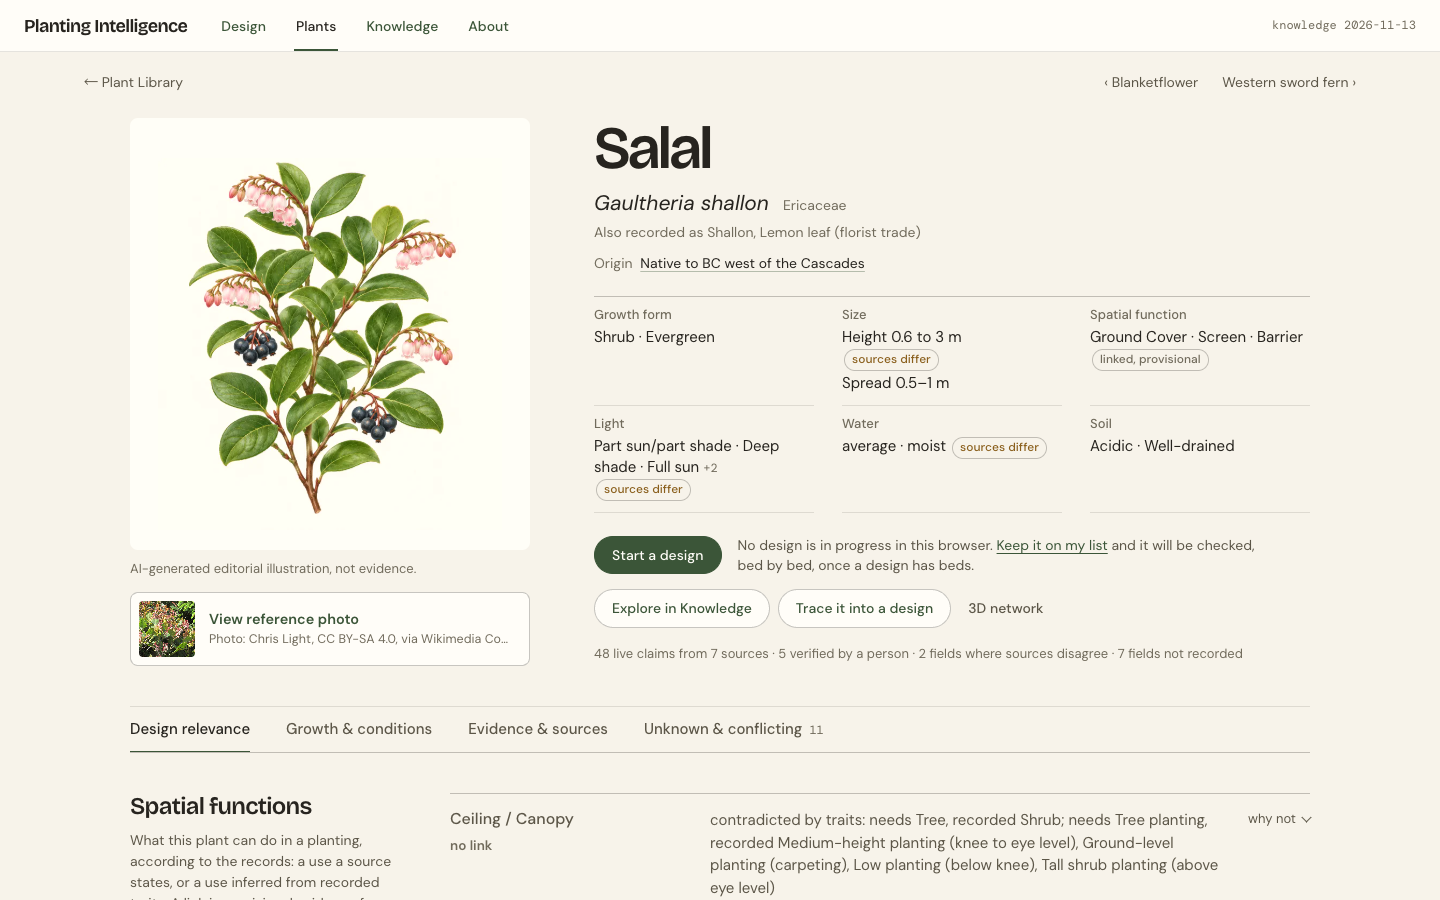 Planting Intelligence
Design
Plants
Knowledge
About
knowledge 2026-11-13
← Plant Library
‹ Blanketflower
Western sword fern ›
Salal
Gaultheria shallon Ericaceae
Also recorded as Shallon, Lemon leaf (florist trade)
Origin Native to BC west of the Cascades
Growth form
Shrub · Evergreen
Size
Height 0.6 to 3 m
sources differ
Spread 0.5–1 m
Spatial function
Ground Cover · Screen · Barrier
linked, provisional
Light
Part sun/part shade · Deep
shade · Full sun +2
sources differ
Water
average · moist sources differ
Soil
Acidic · Well-drained
Start a design
No design is in progress in this browser. Keep it on my list and it will be checked,
bed by bed, once a design has beds.
Explore in Knowledge
Trace it into a design
3D network
48 live claims from 7 sources · 5 verified by a person · 2 fields where sources disagree · 7 fields not recorded
AI-generated editorial illustration, not evidence.
View reference photo
Photo: Chris Light, CC BY-SA 4.0, via Wikimedia Co…
Design relevance
Growth & conditions
Evidence & sources
Unknown & conflicting 11
Spatial functions
What this plant can do in a planting,
according to the records: a use a source
states, or a use inferred from recorded
Ceiling / Canopy
no link
contradicted by traits: needs Tree, recorded Shrub; needs Tree planting,
recorded Medium-height planting (knee to eye level), Ground-level
planting (carpeting), Low planting (below knee), Tall shrub planting (above
eye level)
why not